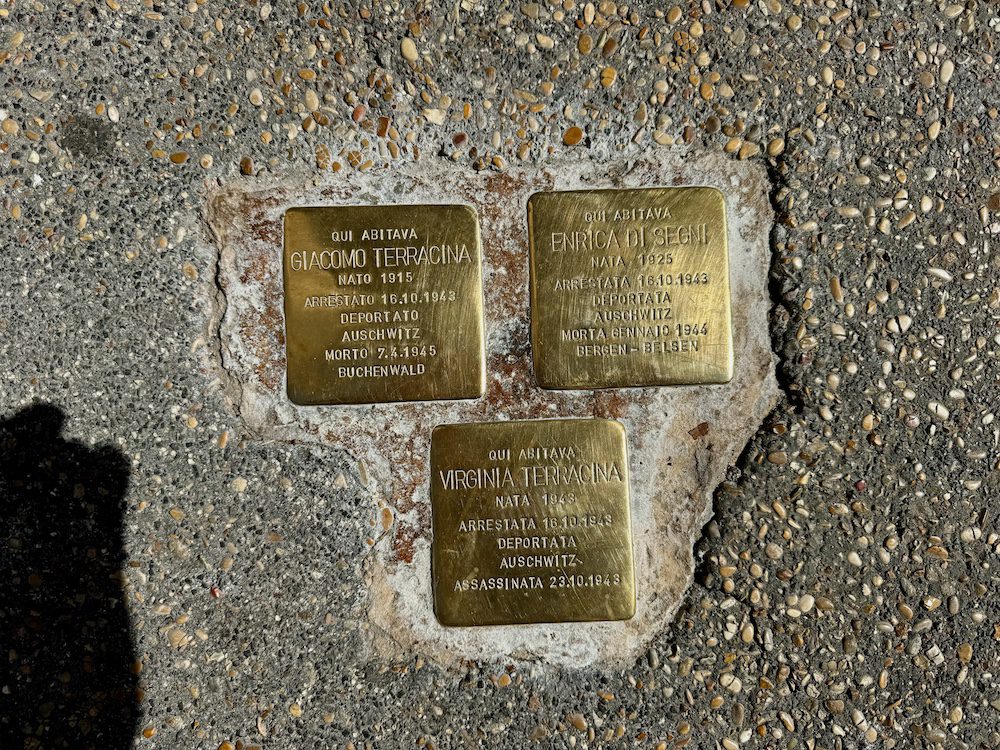 QUI ABITAVA
GIACOMO TERRACINA
NATO 1915
ARRESTATO 16.10.1943
DEPORTATO
AUSCHWITZ
MORTO 7.4.1945
BUCHENWALD
QUI ABITAVA
ENRICA DI SEGNI
NATA 1925
ARRESTATA 16.10.1943
DEPORTATA
AUSCHWITZ
MORTA GENNAIO 1944
BERGEN-BELSEN
QUI ABITAVA
VIRGINIA TERRACINA
NATA 1943
ARRESTATA 16.10.1943
DEPORTATA
AUSCHWITZ
ASSASSINATA 23.10.1943